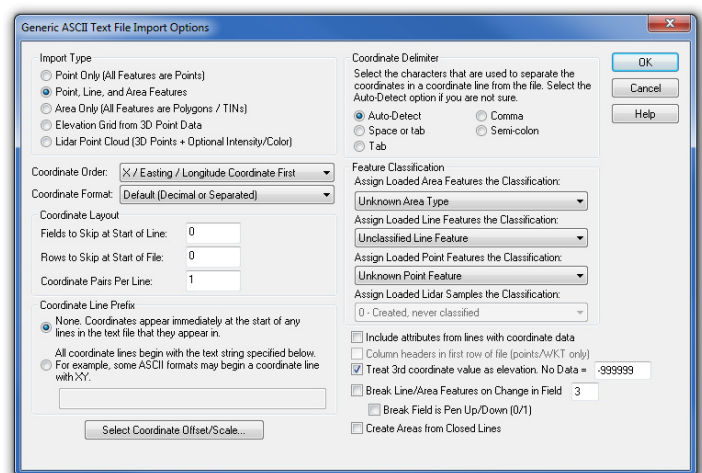 Generic ASCII Text File Import Options
Import Type
Point Only (All Features are Points)
Point, Line, and Area Features
Area Only (All Features are Polygons / TINs)
Elevation Grid from 3D Point Data
Lidar Point Cloud (3D Points + Optional Intensity/Color)
Coordinate Order:
X / Easting / Longitude Coordinate First
Coordinate Format:
Default (Decimal or Separated)
Coordinate Layout
Fields to Skip at Start of Line:
0
Rows to Skip at Start of File:
0
Coordinate Pairs Per Line:
1
Coordinate Line Prefix
None. Coordinates appear immediately at the start of any
lines in the text file that they appear in.
All coordinate lines begin with the text string specified below.
For example, some ASCII formats may begin a coordinate line
with XY.
Select Coordinate Offset/Scale...
Coordinate Delimiter
Select the characters that are used to separate the
coordinates in a coordinate line from the file. Select the
Auto-Detect option if you are not sure.
Auto-Detect
Comma
Space or tab
Semi-colon
Tab
Feature Classification
Assign Loaded Area Features the Classification:
Unknown Area Type
Assign Loaded Line Features the Classification:
Unclassified Line Feature
Assign Loaded Point Features the Classification:
Unknown Point Feature
Assign Loaded Lidar Samples the Classification:
0 - Created, never classified
Include attributes from lines with coordinate data
Column headers in first row of file (points/WKT only)
Treat 3rd coordinate value as elevation. No Data =
-999999
Break Line/Area Features on Change in Field
3
Break Field is Pen Up/Down (0/1)
Create Areas from Closed Lines
OK
Cancel
Help